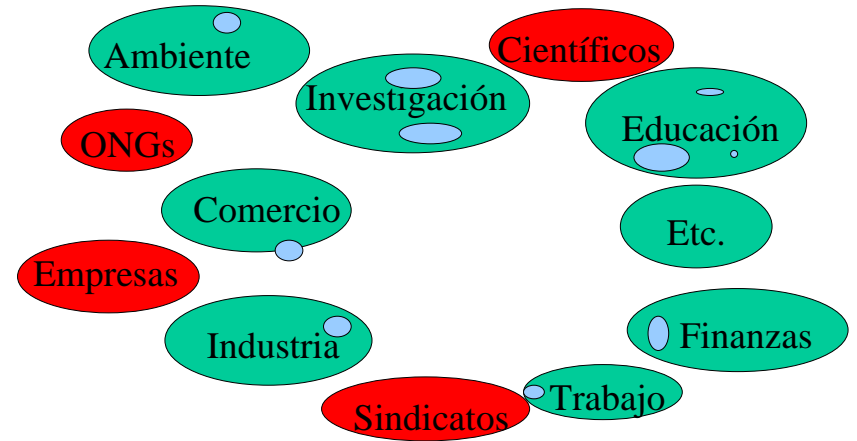 Ambiente
Científicos
Investigación
Educación
ONGs
Comercio
Etc.
Empresas
Industria
Finanzas
Trabajo
Sindicatos